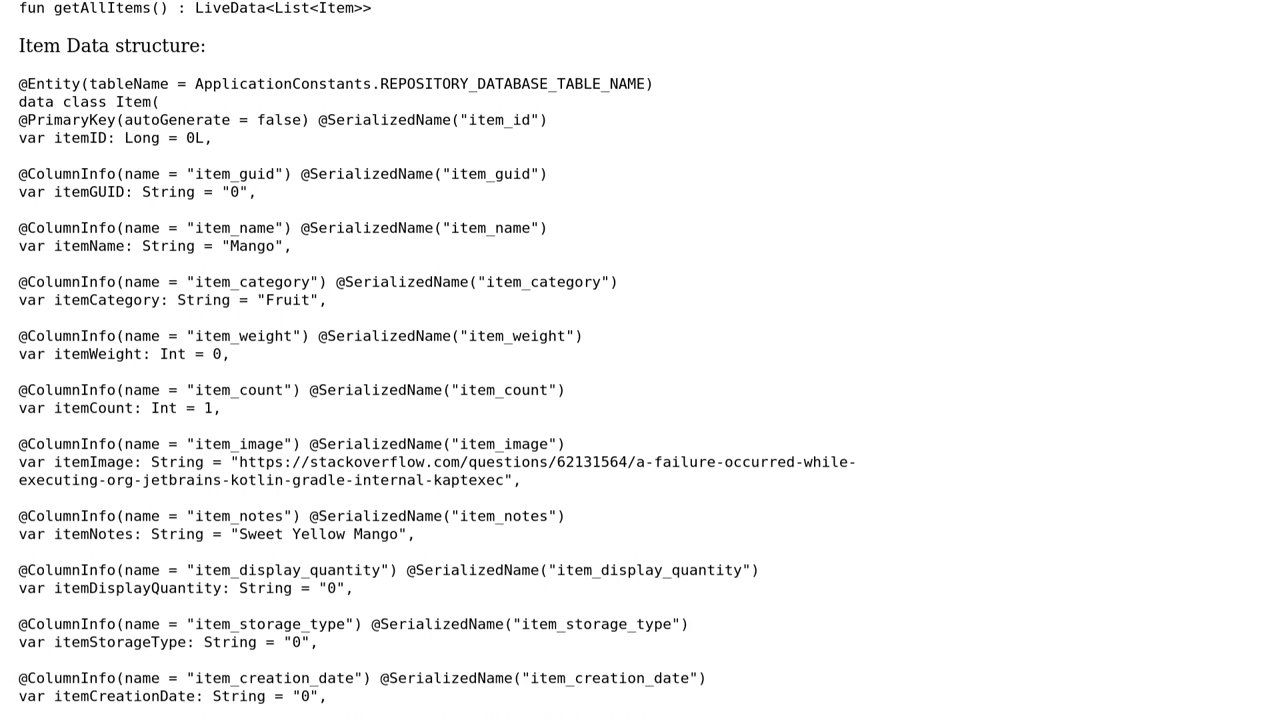 fun getAllItems() : LiveData<List<Item>>
Item Data structure:
@Entity(tableName = ApplicationConstants.REPOSITORY_DATABASE_TABLE_NAME)
data class Item(
@PrimaryKey(autoGenerate = false) @SerializedName("item_id")
var itemID: Long = 0L,
@ColumnInfo(name = "item_guid") @SerializedName("item_guid")
var itemGUID: String = "0",
@ColumnInfo(name = "item_name") @SerializedName("item_name")
var itemName: String = "Mango",
@ColumnInfo(name = "item_category") @SerializedName("item_category")
var itemCategory: String = "Fruit",
@ColumnInfo(name = "item_weight") @SerializedName("item_weight")
var itemWeight: Int = 0,
@ColumnInfo(name = "item_count") @SerializedName("item_count")
var itemCount: Int = 1,
@ColumnInfo(name = "item_image") @SerializedName("item_image")
var itemImage: String = "https://stackoverflow.com/questions/62131564/a-failure-occurred-while-
executing-org-jetbrains-kotlin-gradle-internal-kaptexec",
@ColumnInfo(name = "item_notes") @SerializedName("item_notes")
var itemNotes: String = "Sweet Yellow Mango",
@ColumnInfo(name = "item_display_quantity") @SerializedName("item_display_quantity")
var itemDisplayQuantity: String = "0",
@ColumnInfo(name = "item_storage_type") @SerializedName("item_storage_type")
var itemStorageType: String = "0",
@ColumnInfo(name = "item_creation_date") @SerializedName("item_creation_date")
var itemCreationDate: String = "0",